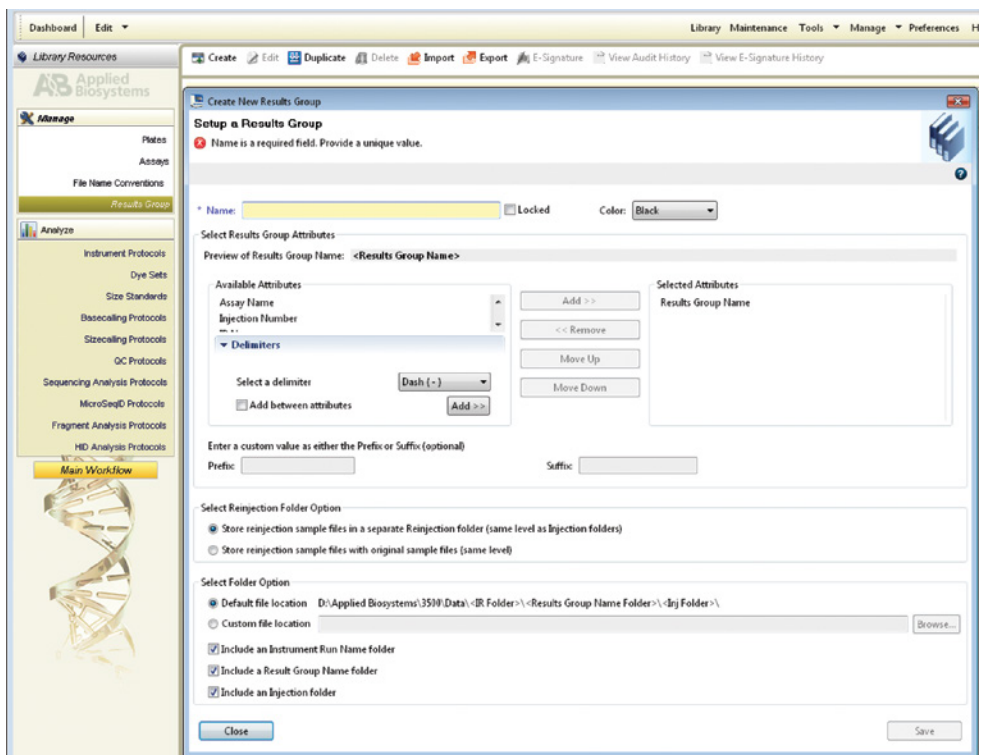 Dashboard Edit Library Maintenance Tools Manage Preferences H
Library Resources
Create Edit Duplicate Delete Import Export E-Signature View Audit History View E-Signature History
AB Applied
Biosystems
Manage
Plates
Assays
File Name Conventions
Results Group
Analyze
Instrument Protocols
Dye Sets
Size Standards
Basecalling Protocols
Sizecalling Protocols
QC Protocols
Sequencing Analysis Protocols
MicroSeqID Protocols
Fragment Analysis Protocols
HID Analysis Protocols
Main Workflow
Create New Results Group
Setup a Results Group
Name is a required field. Provide a unique value.
* Name: Locked Color: Black
Select Results Group Attributes
Preview of Results Group Name: <Results Group Name>
Available Attributes
Assay Name
Injection Number
Delimiters
Select a delimiter Dash ( - )
Add between attributes Add >>
Add >>
<< Remove
Move Up
Move Down
Selected Attributes
Results Group Name
Enter a custom value as either the Prefix or Suffix (optional)
Prefix: Suffix:
Select Reinjection Folder Option
Store reinjection sample files in a separate Reinjection folder (same level as Injection folders)
Store reinjection sample files with original sample files (same level)
Select Folder Option
Default file location D:\Applied Biosystems\3500\Data\<IR Folder>\<Results Group Name Folder>\<Inj Folder>\
Custom file location Browse...
Include an Instrument Run Name folder
Include a Result Group Name folder
Include an Injection folder
Close Save